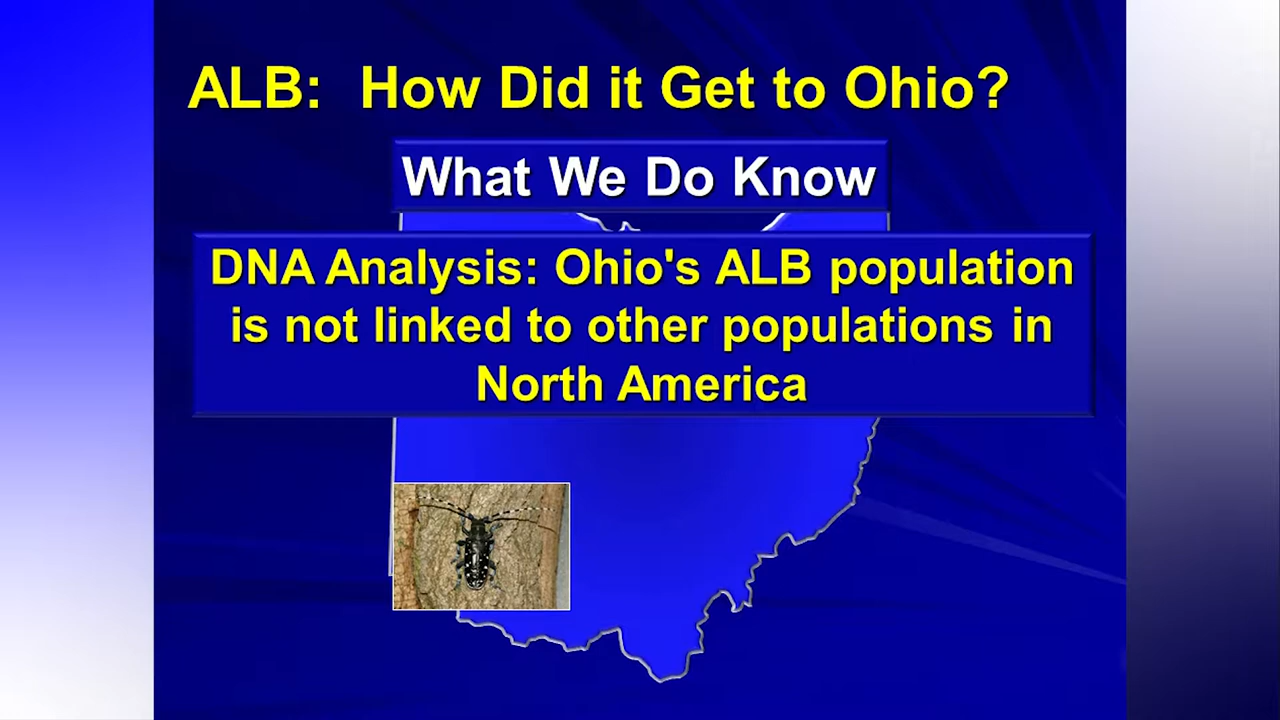 ALB: How Did it Get to Ohio?
What We Do Know
DNA Analysis: Ohio's ALB population
is not linked to other populations in
North America